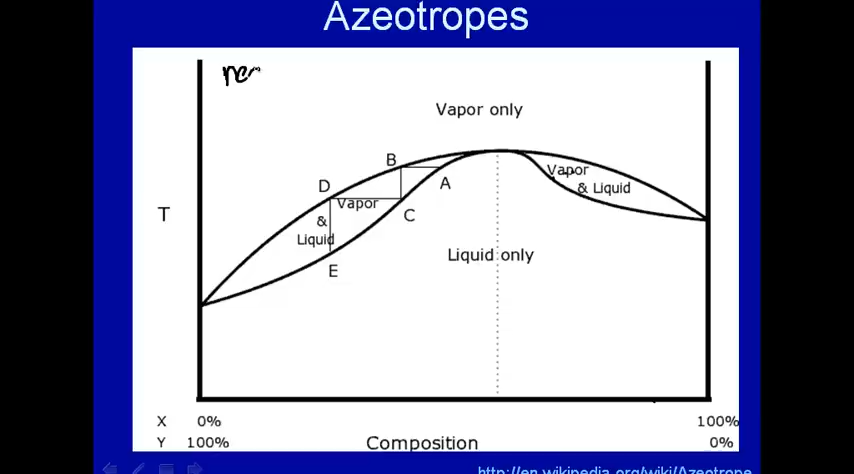 Azeotropes
Vapor only
B
A
Vapor
& Liquid
D
Vapor
C
T
&
Liquid
Liquid only
E
X 0% 100%
Y 100% Composition 0%
http://en.wikipedia.org/wiki/Azeotrope